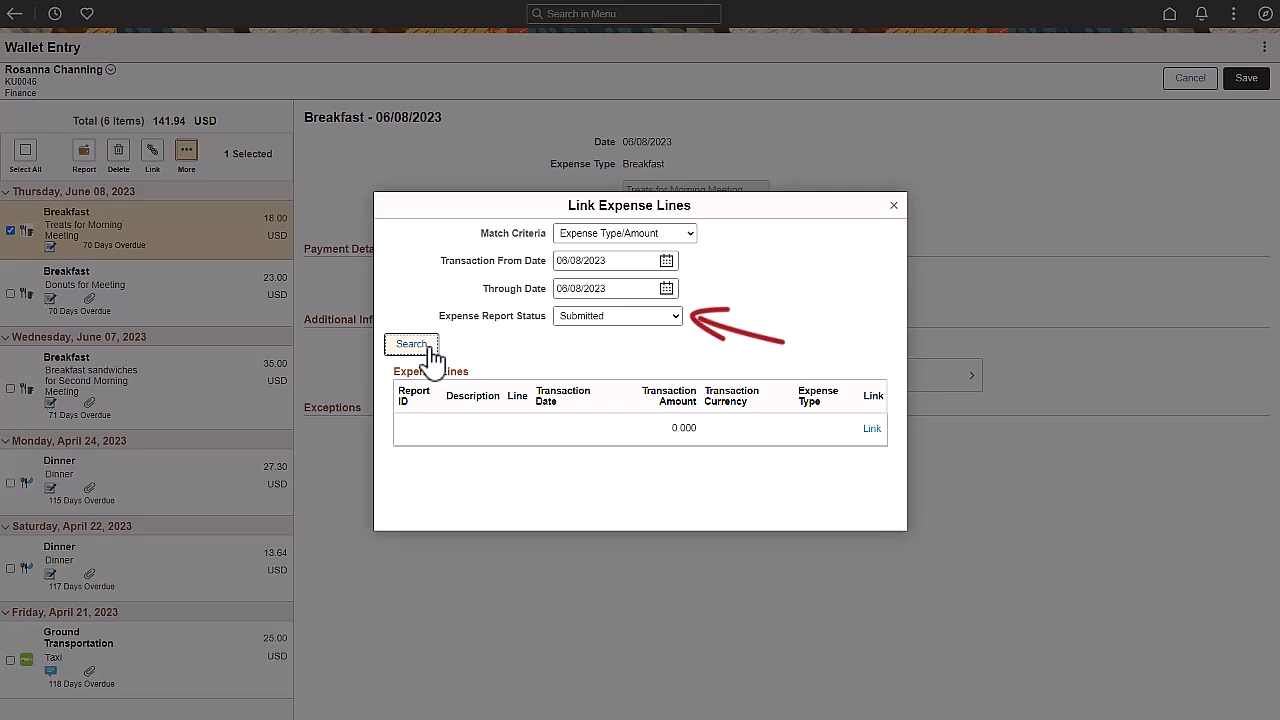 Search in Menu
Wallet Entry
Rosanna Channing
KU0046
Finance
Cancel
Save
Total (6 Items) 141.94 USD
Select All
Report
Delete
Link
More
1 Selected
Thursday, June 08, 2023
Breakfast
18.00
Treats for Morning
Meeting
USD
70 Days Overdue
Breakfast
23.00
Donuts for Meeting
USD
70 Days Overdue
Wednesday, June 07, 2023
Breakfast
35.00
Breakfast sandwiches
for Second Morning
USD
Meeting
71 Days Overdue
Monday, April 24, 2023
Dinner
27.30
Dinner
USD
115 Days Overdue
Saturday, April 22, 2023
Dinner
13.64
Dinner
USD
117 Days Overdue
Friday, April 21, 2023
Ground
Transportation
25.00
Taxi
USD
118 Days Overdue
Breakfast - 06/08/2023
Date 06/08/2023
Expense Type Breakfast
Treats for Morning Meeting
Payment Deta
Additional Inf
Exceptions
Link Expense Lines
Match Criteria Expense Type/Amount
Transaction From Date 06/08/2023
Through Date 06/08/2023
Expense Report Status Submitted
Search
Expe Lines
Report ID
Description
Line
Transaction Date
Transaction Amount
Transaction Currency
Expense Type
Link
0.000
Link